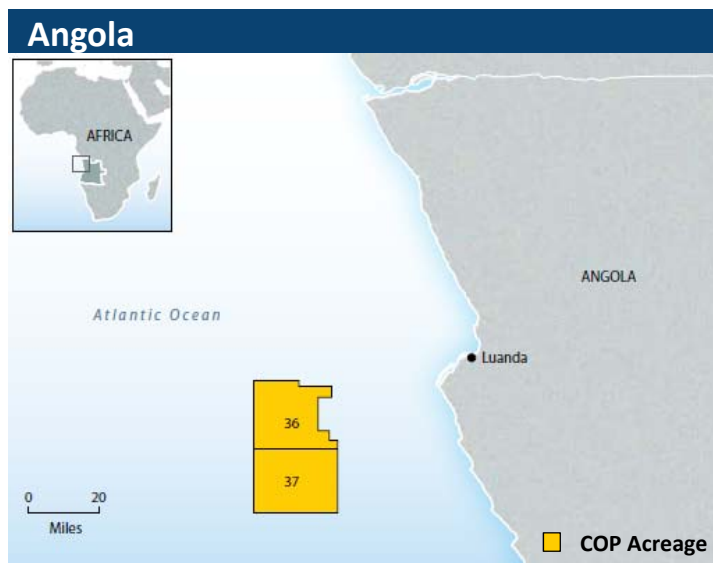 Angola
AFRICA
ANGOLA
Atlantic Ocean
Luanda
36
37
0 20
Miles
COP Acreage